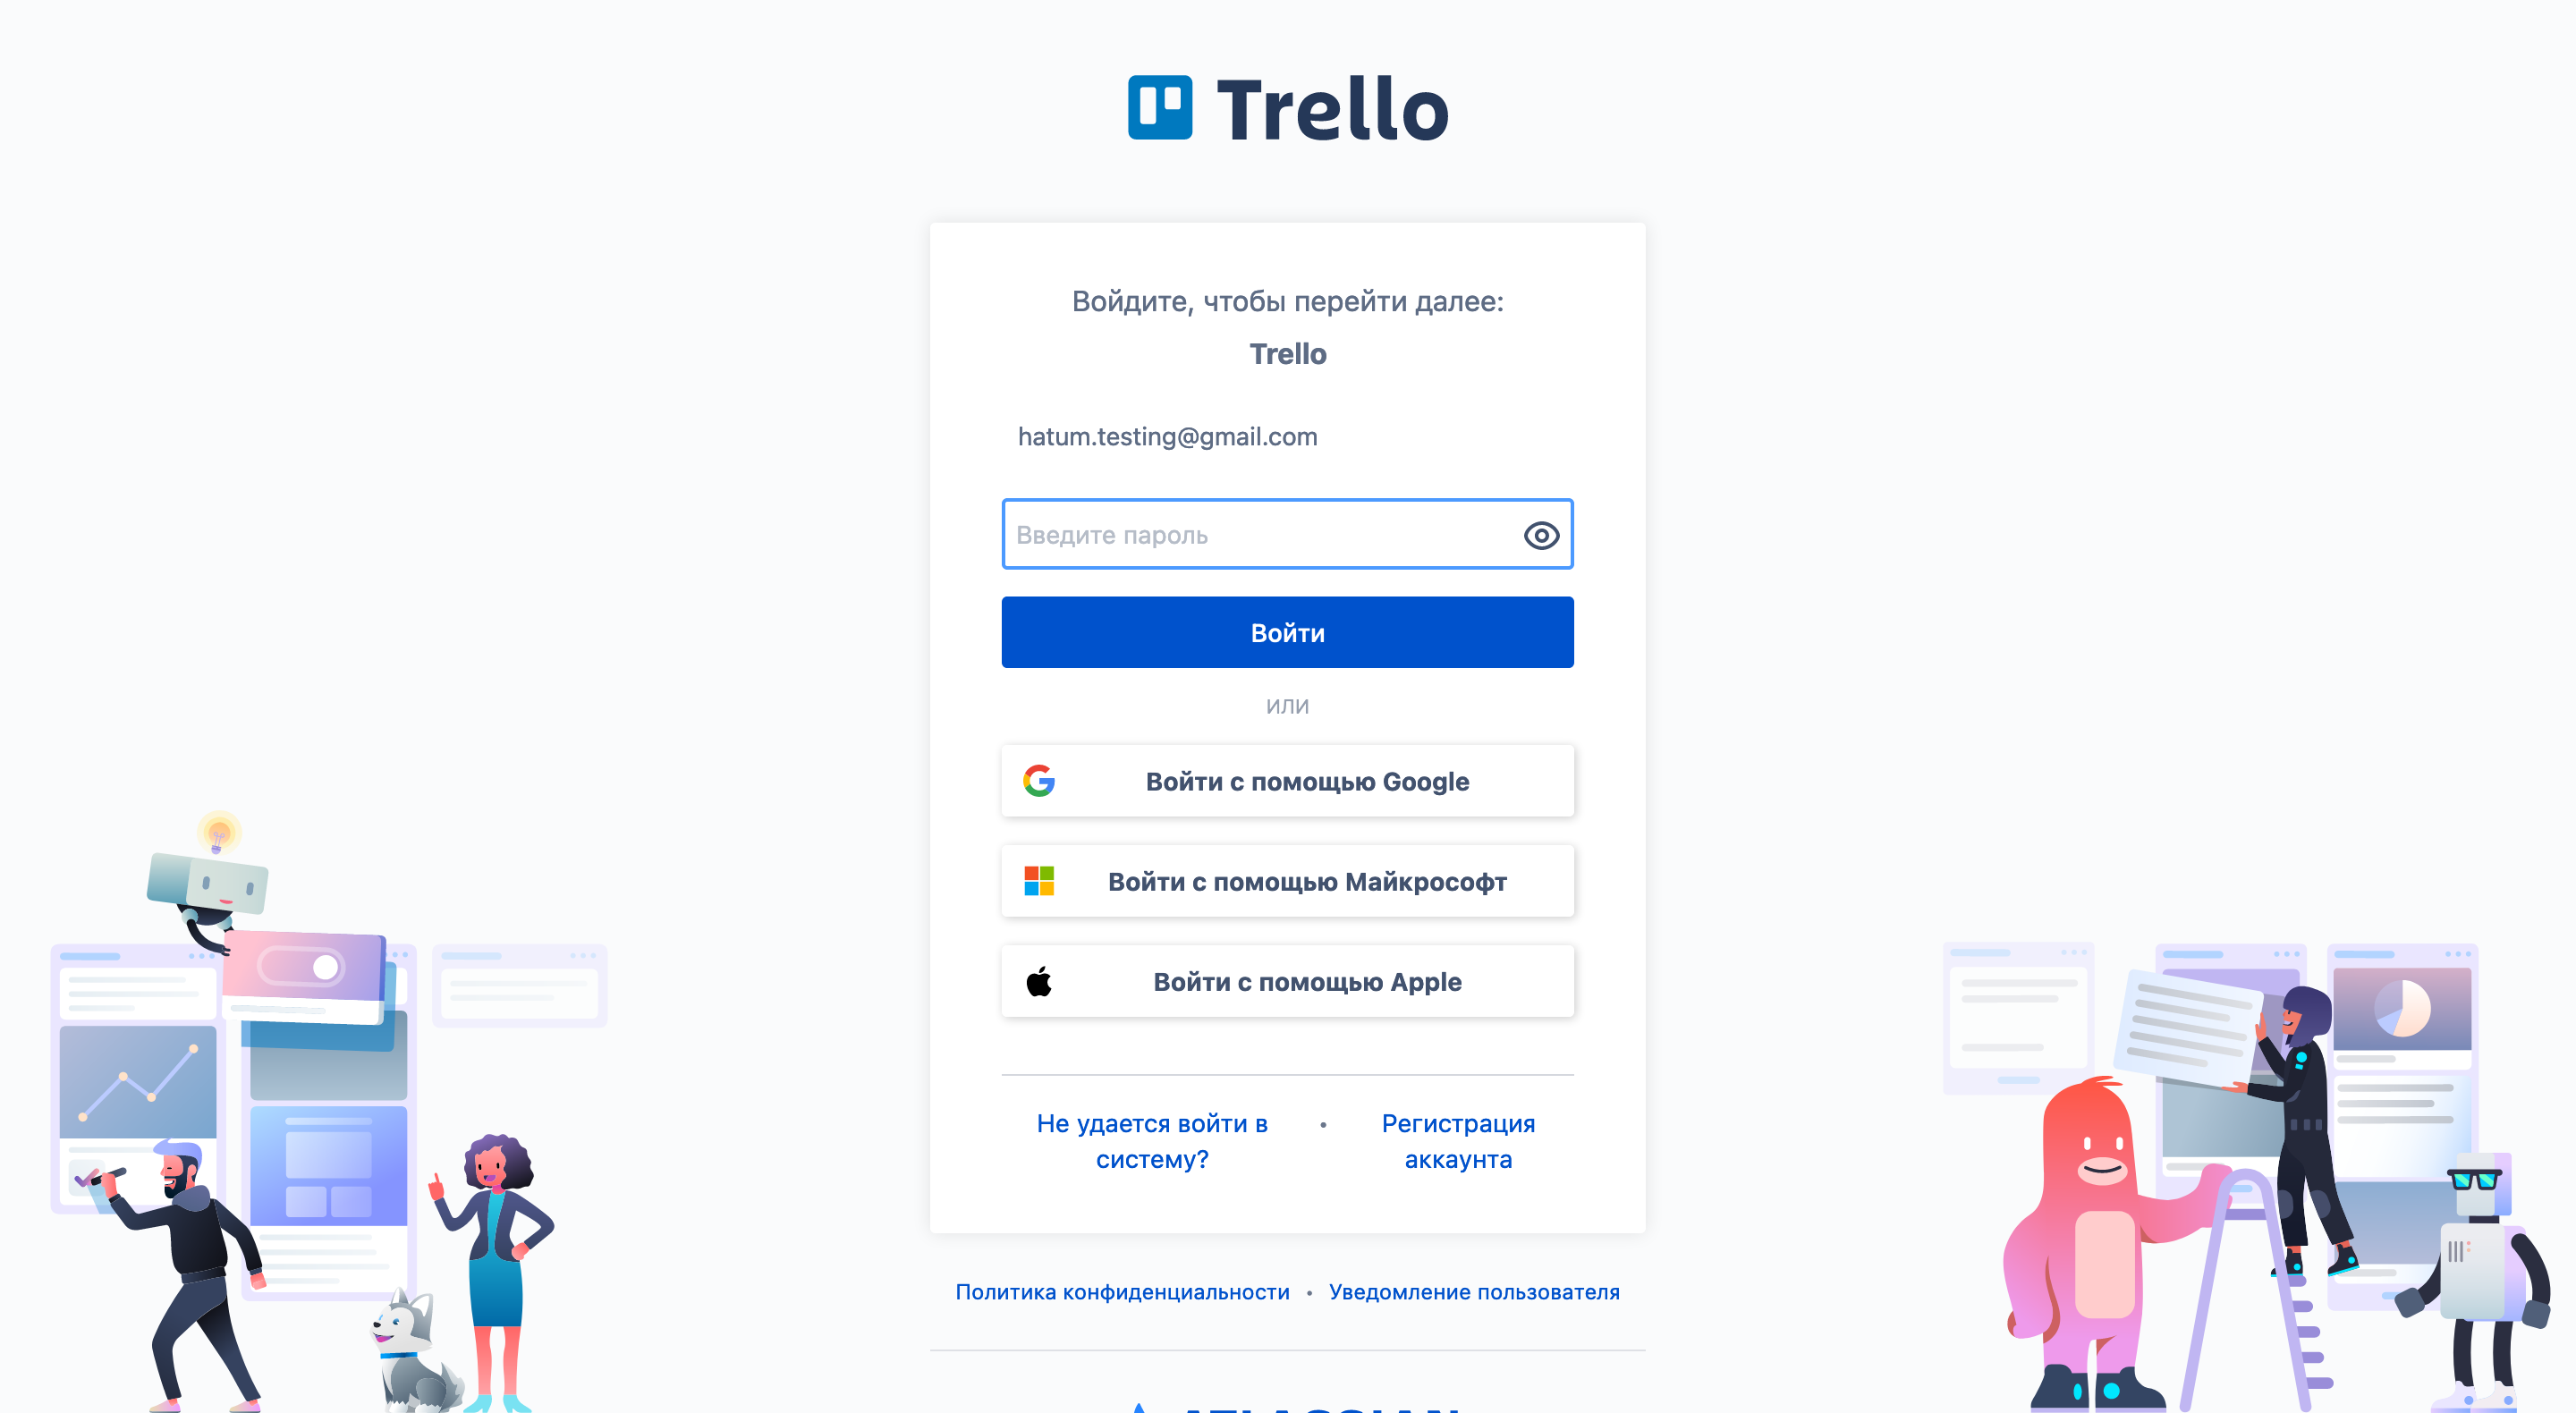 Trello
Войдите, чтобы перейти далее:
Trello
hatum.testing@gmail.com
Введите пароль
Войти
ИЛИ
Войти с помощью Google
Войти с помощью Майкрософт
Войти с помощью Apple
Не удается войти в
систему?
•
Регистрация
аккаунта
Политика конфиденциальности • Уведомление пользователя
ATLASSIAN